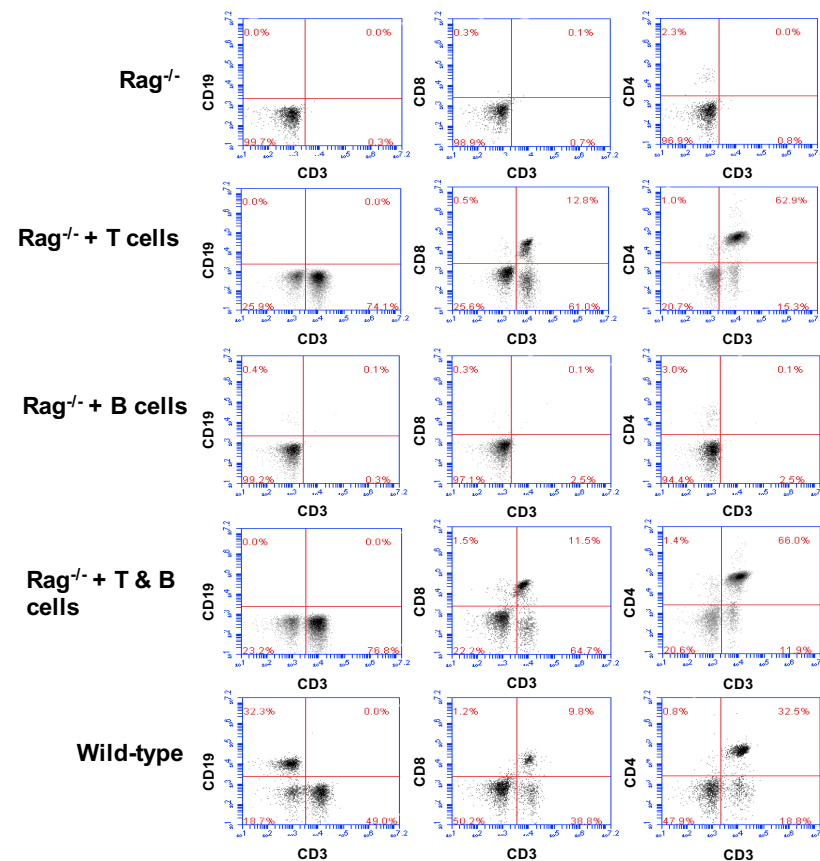 0.0% 0.0% 0.3% 0.1% 2.3% 0.0%
Rag-/- CD19 CD8 CD4
99.7% 0.3% 98.9% 0.7% 96.9% 0.8%
CD3 CD3 CD3
0.0% 0.0% 0.5% 12.8% 1.0% 62.9%
Rag-/- + T cells CD19 CD8 CD4
25.9% 74.1% 25.6% 61.0% 20.7% 15.3%
CD3 CD3 CD3
0.4% 0.1% 0.3% 0.1% 3.0% 0.1%
Rag-/- + B cells CD19 CD8 CD4
99.2% 0.3% 97.1% 2.5% 94.4% 2.5%
CD3 CD3 CD3
0.0% 0.0% 1.5% 11.5% 1.4% 66.0%
Rag-/- + T & B
cells CD19 CD8 CD4
23.2% 76.8% 22.2% 64.7% 20.6% 11.9%
CD3 CD3 CD3
32.3% 0.0% 1.2% 9.8% 0.8% 32.5%
Wild-type CD19 CD8 CD4
18.7% 49.0% 50.2% 38.8% 47.9% 18.8%
CD3 CD3 CD3